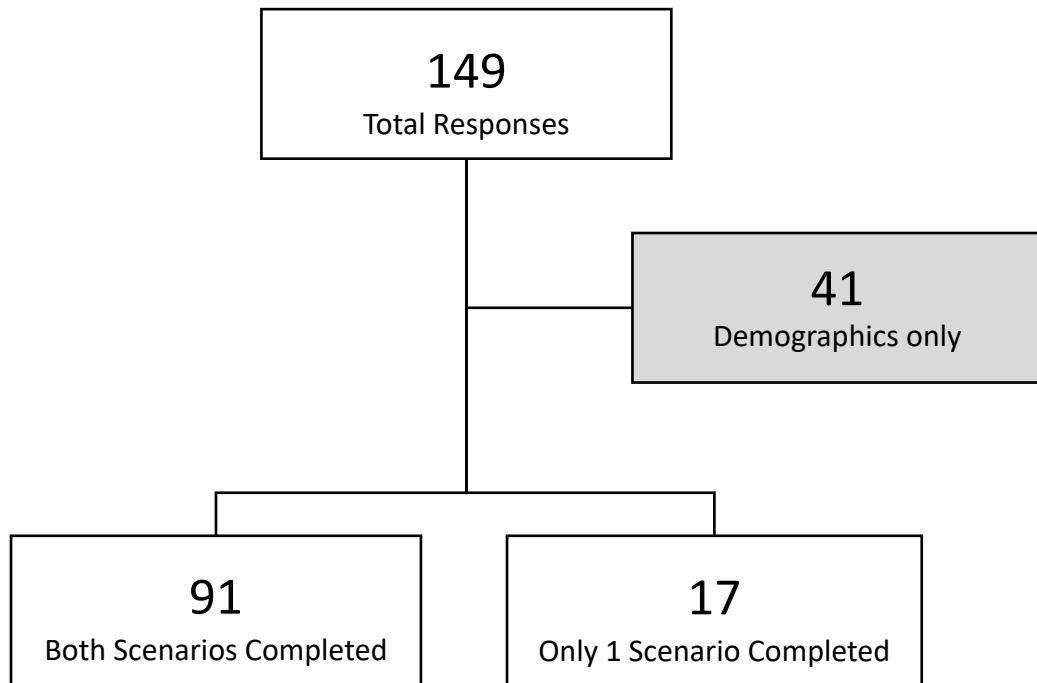 149
Total Responses
41
Demographics only
91
Both Scenarios Completed
17
Only 1 Scenario Completed